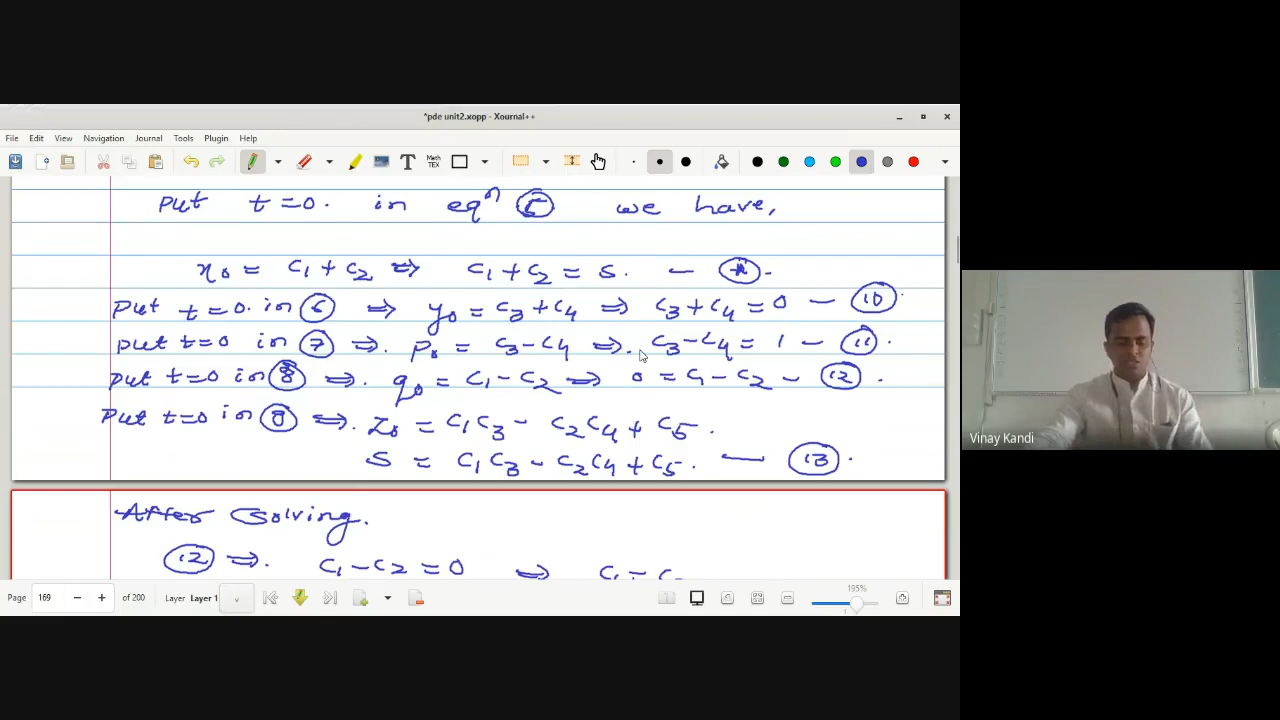 *pde unit2.xopp - Xournal++
File Edit View Navigation Journal Tools Plugin Help
Put t=0. in eqⁿ 5 we have,
x₀ = c₁+c₂ ⇒ c₁+c₂ = s. —
put t=0. in 6 ⇒ y₀ = c₃+c₄ ⇒ c₃+c₄ = 0 — 10
put t=0 in 7 ⇒. p₀ = c₃-c₄ ⇒. c₃-c₄ = 1 — 11.
put t=0 in 8 ⇒. q₀ = c₁-c₂ ⇒ 0 = c₁-c₂ - 12.
Put t=0 in ⇒. z₀ = c₁c₃ - c₂c₄ + c₅.
s = c₁c₃ - c₂c₄ + c₅. — 13.
After Solving.
12 ⇒. c₁-c₂ = 0 ⇒
Page 169 of 200 Layer Layer 1 195%
Vinay Kandi